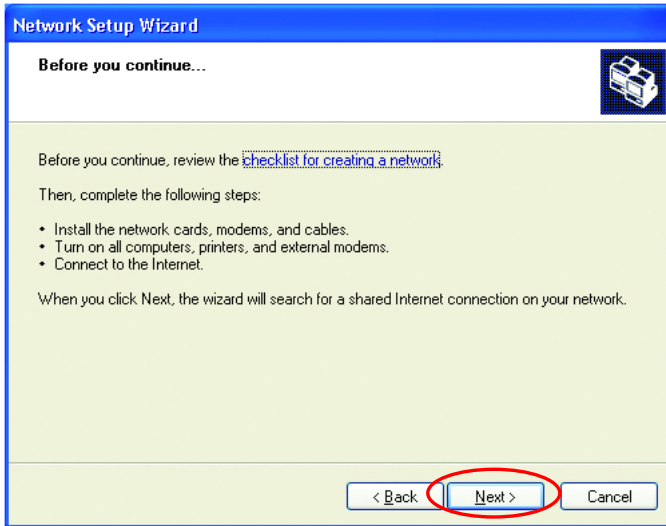 Network Setup Wizard
Before you continue...
Before you continue, review the checklist for creating a network.
Then, complete the following steps:
• Install the network cards, modems, and cables.
• Turn on all computers, printers, and external modems.
• Connect to the Internet.
When you click Next, the wizard will search for a shared Internet connection on your network.
< Back Next > Cancel